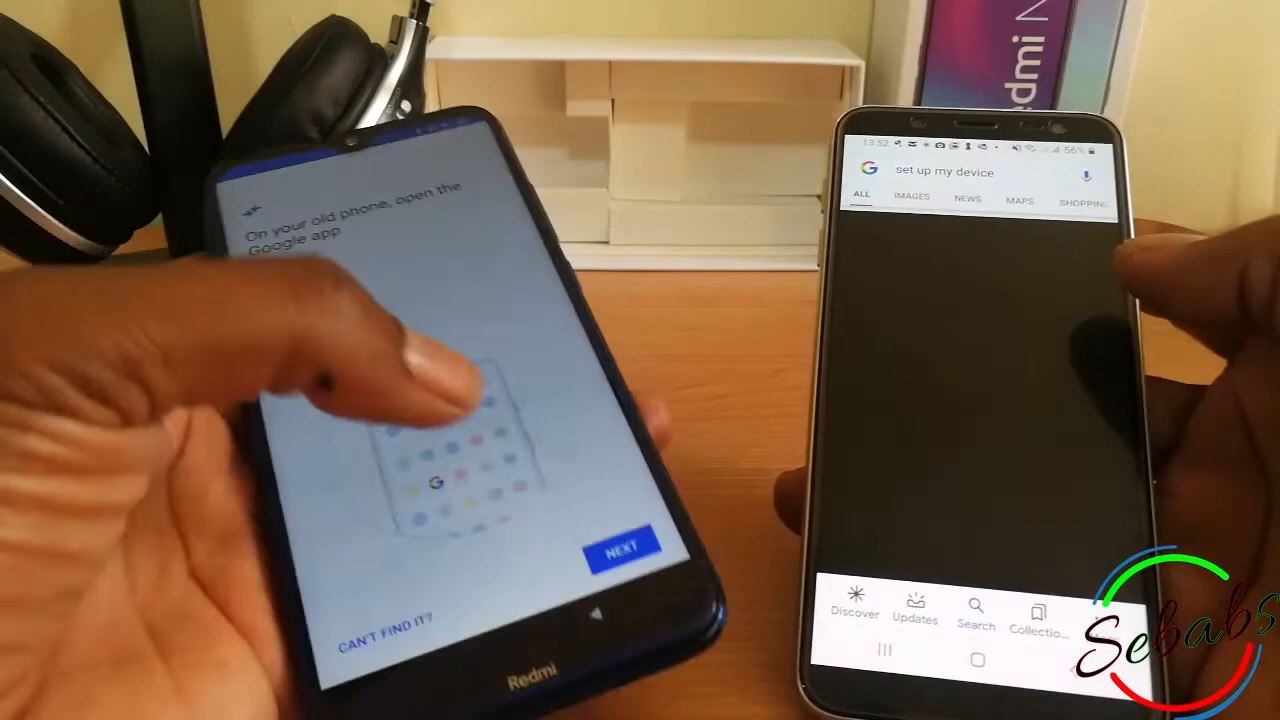 On your old phone, open the
Google app
G
NEXT
CAN'T FIND IT?
Redmi
Redmi N
13.52
56%
G set up my device
ALL IMAGES NEWS MAPS SHOPPING
Discover Updates Search Collectio...
Sebabs